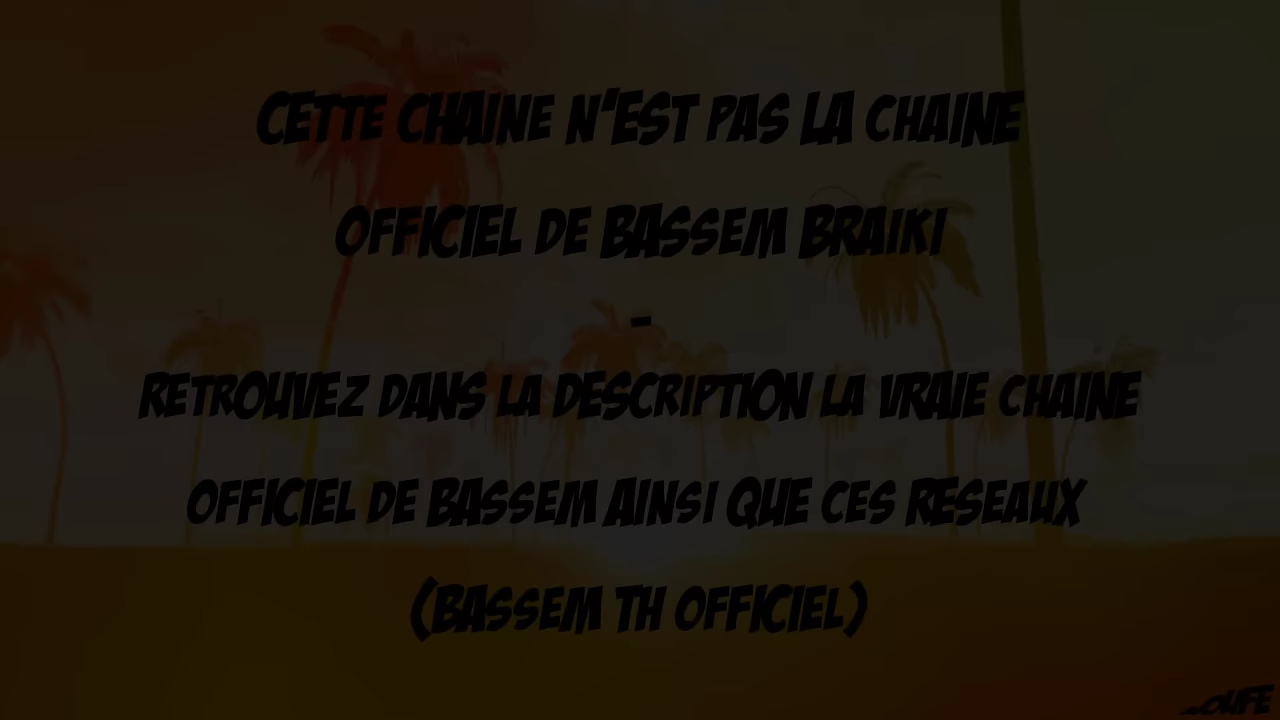 CETTE CHAINE N'EST PAS LA CHAINE
OFFICIEL DE BASSEM BRAIKI
-
RETROUVEZ DANS LA DESCRIPTION LA VRAIE CHAINE
OFFICIEL DE BASSEM AINSI QUE CES RESEAUX
(BASSEM TH OFFICIEL)